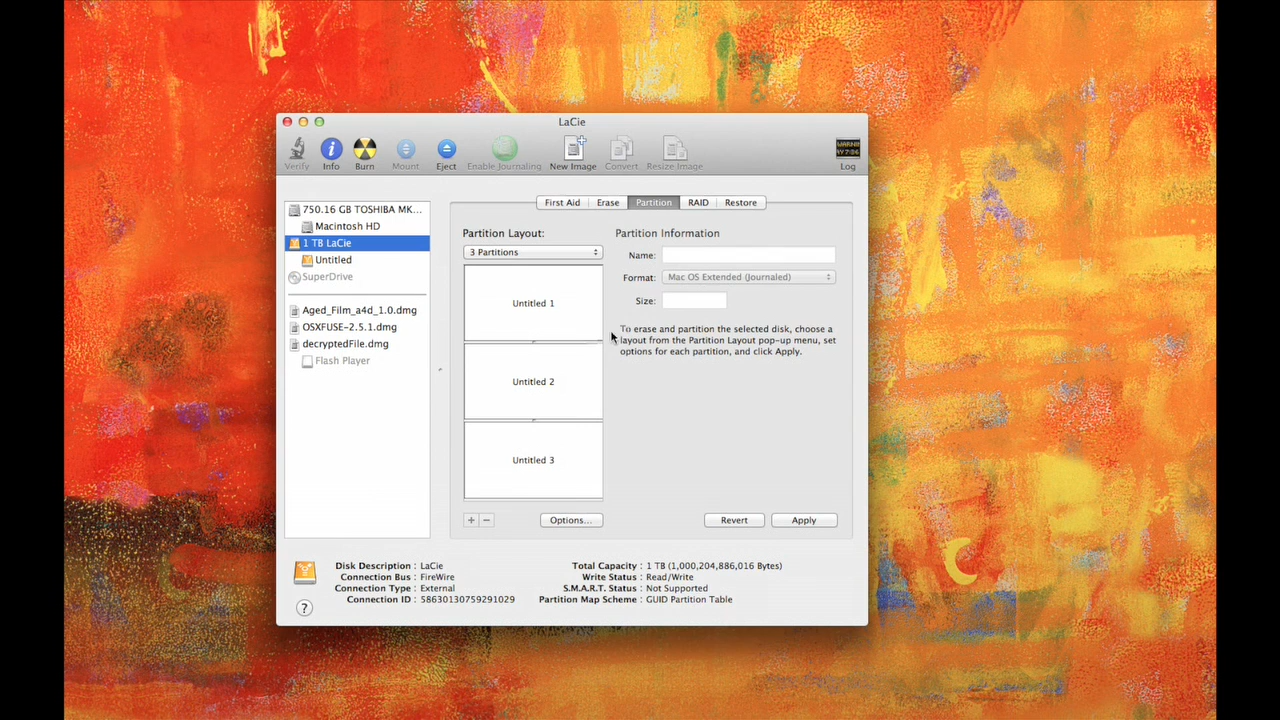 LaCie
Verify
Info
Burn
Mount
Eject
Enable Journaling
New Image
Convert
Resize Image
WARNIN
W 7:36
Log
750.16 GB TOSHIBA MK...
Macintosh HD
1 TB LaCie
Untitled
SuperDrive
Aged_Film_a4d_1.0.dmg
OSXFUSE-2.5.1.dmg
decryptedFile.dmg
Flash Player
First Aid
Erase
Partition
RAID
Restore
Partition Layout:
3 Partitions
Untitled 1
Untitled 2
Untitled 3
+ −
Options...
Partition Information
Name:
Format: Mac OS Extended (Journaled)
Size:
To erase and partition the selected disk, choose a
layout from the Partition Layout pop-up menu, set
options for each partition, and click Apply.
Revert
Apply
Disk Description : LaCie
Connection Bus : FireWire
Connection Type : External
Connection ID : 58630130759291029
Total Capacity : 1 TB (1,000,204,886,016 Bytes)
Write Status : Read/Write
S.M.A.R.T. Status : Not Supported
Partition Map Scheme : GUID Partition Table
?